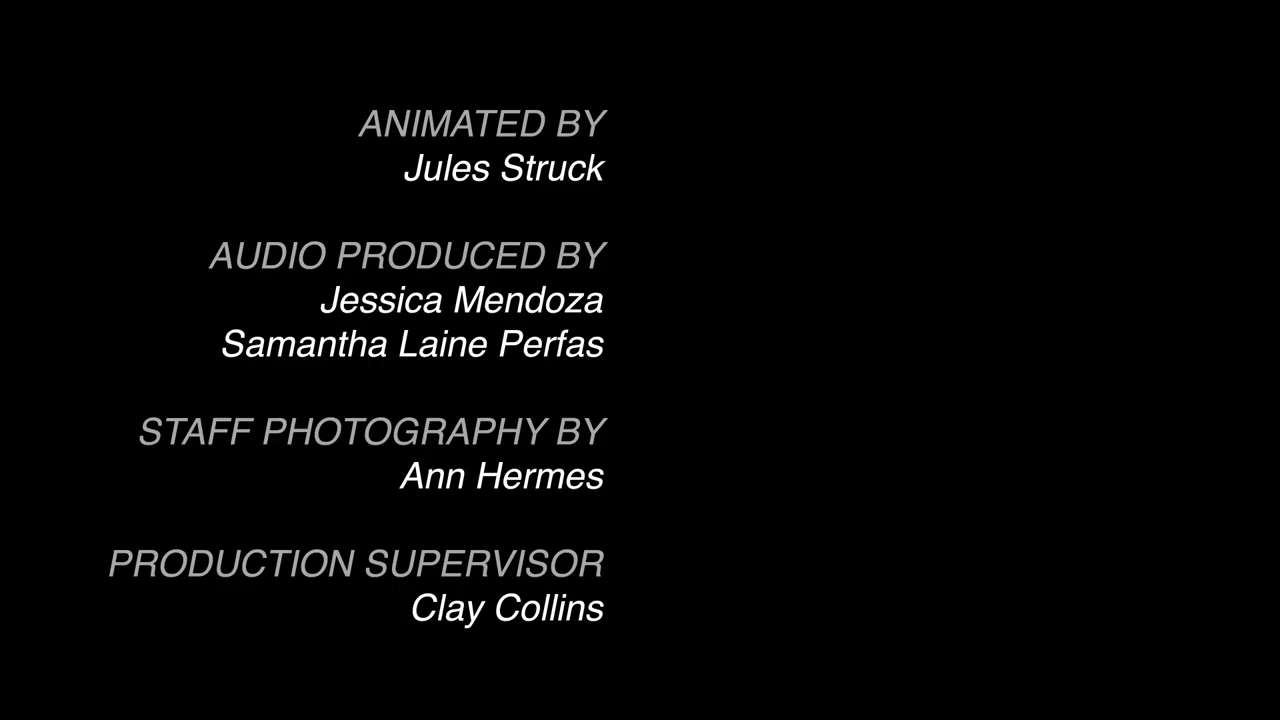 ANIMATED BY
Jules Struck
AUDIO PRODUCED BY
Jessica Mendoza
Samantha Laine Perfas
STAFF PHOTOGRAPHY BY
Ann Hermes
PRODUCTION SUPERVISOR
Clay Collins